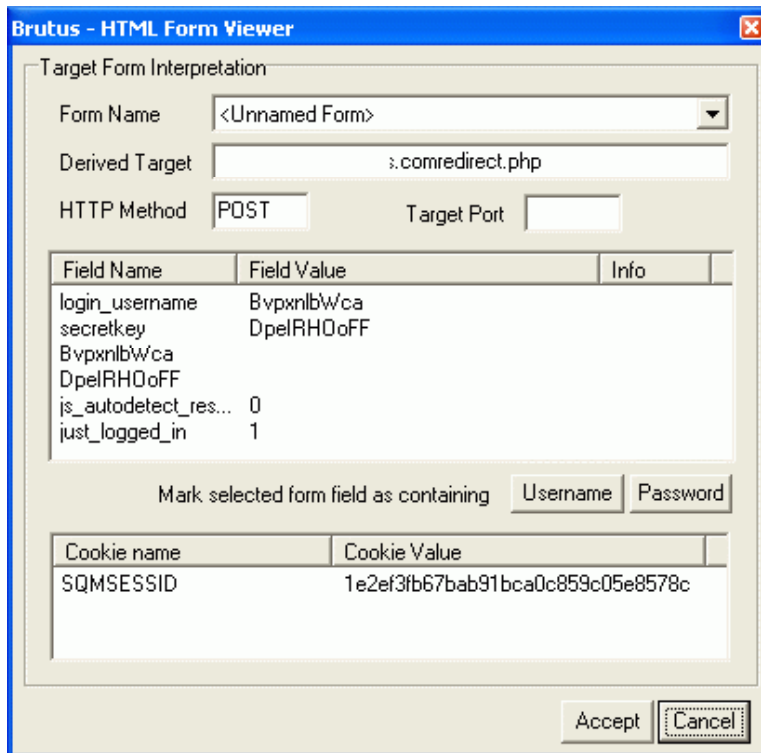 Brutus - HTML Form Viewer
Target Form Interpretation
Form Name <Unnamed Form>
Derived Target s.comredirect.php
HTTP Method POST Target Port
Field Name Field Value Info
login_username BvpxnlbWca
secretkey DpelRHOoFF
BvpxnlbWca
DpelRHOoFF
js_autodetect_res... 0
just_logged_in 1
Mark selected form field as containing Username Password
Cookie name Cookie Value
SQMSESSID 1e2ef3fb67bab91bca0c859c05e8578c
Accept Cancel